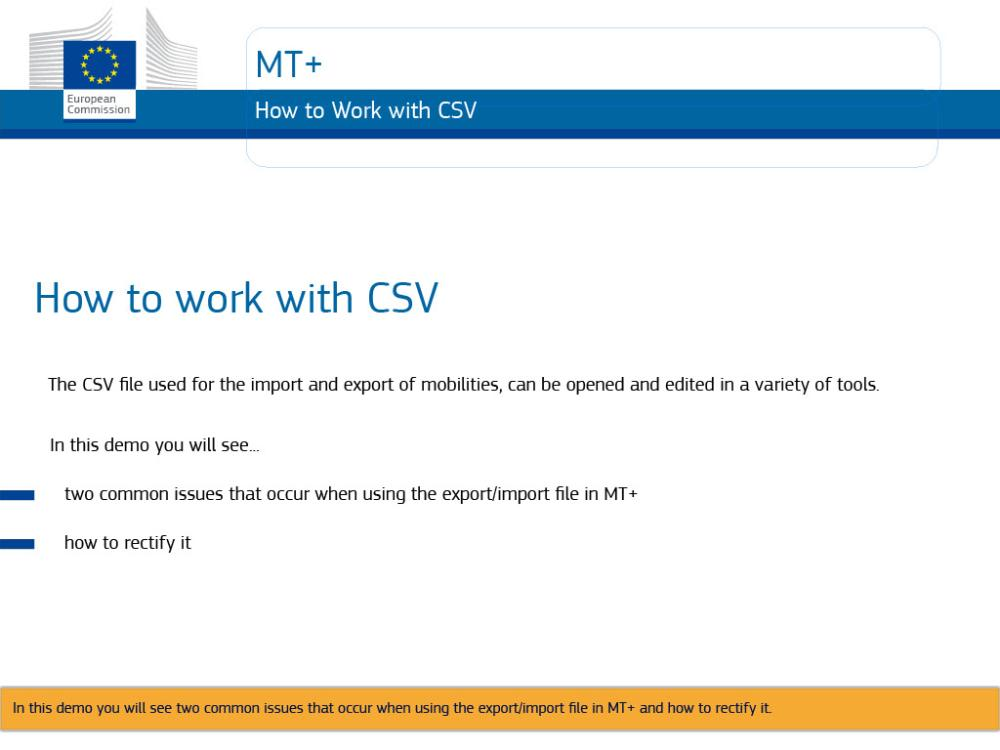 European
Commission
MT+
How to Work with CSV
How to work with CSV
The CSV file used for the import and export of mobilities, can be opened and edited in a variety of tools.
In this demo you will see...
two common issues that occur when using the export/import file in MT+
how to rectify it
In this demo you will see two common issues that occur when using the export/import file in MT+ and how to rectify it.